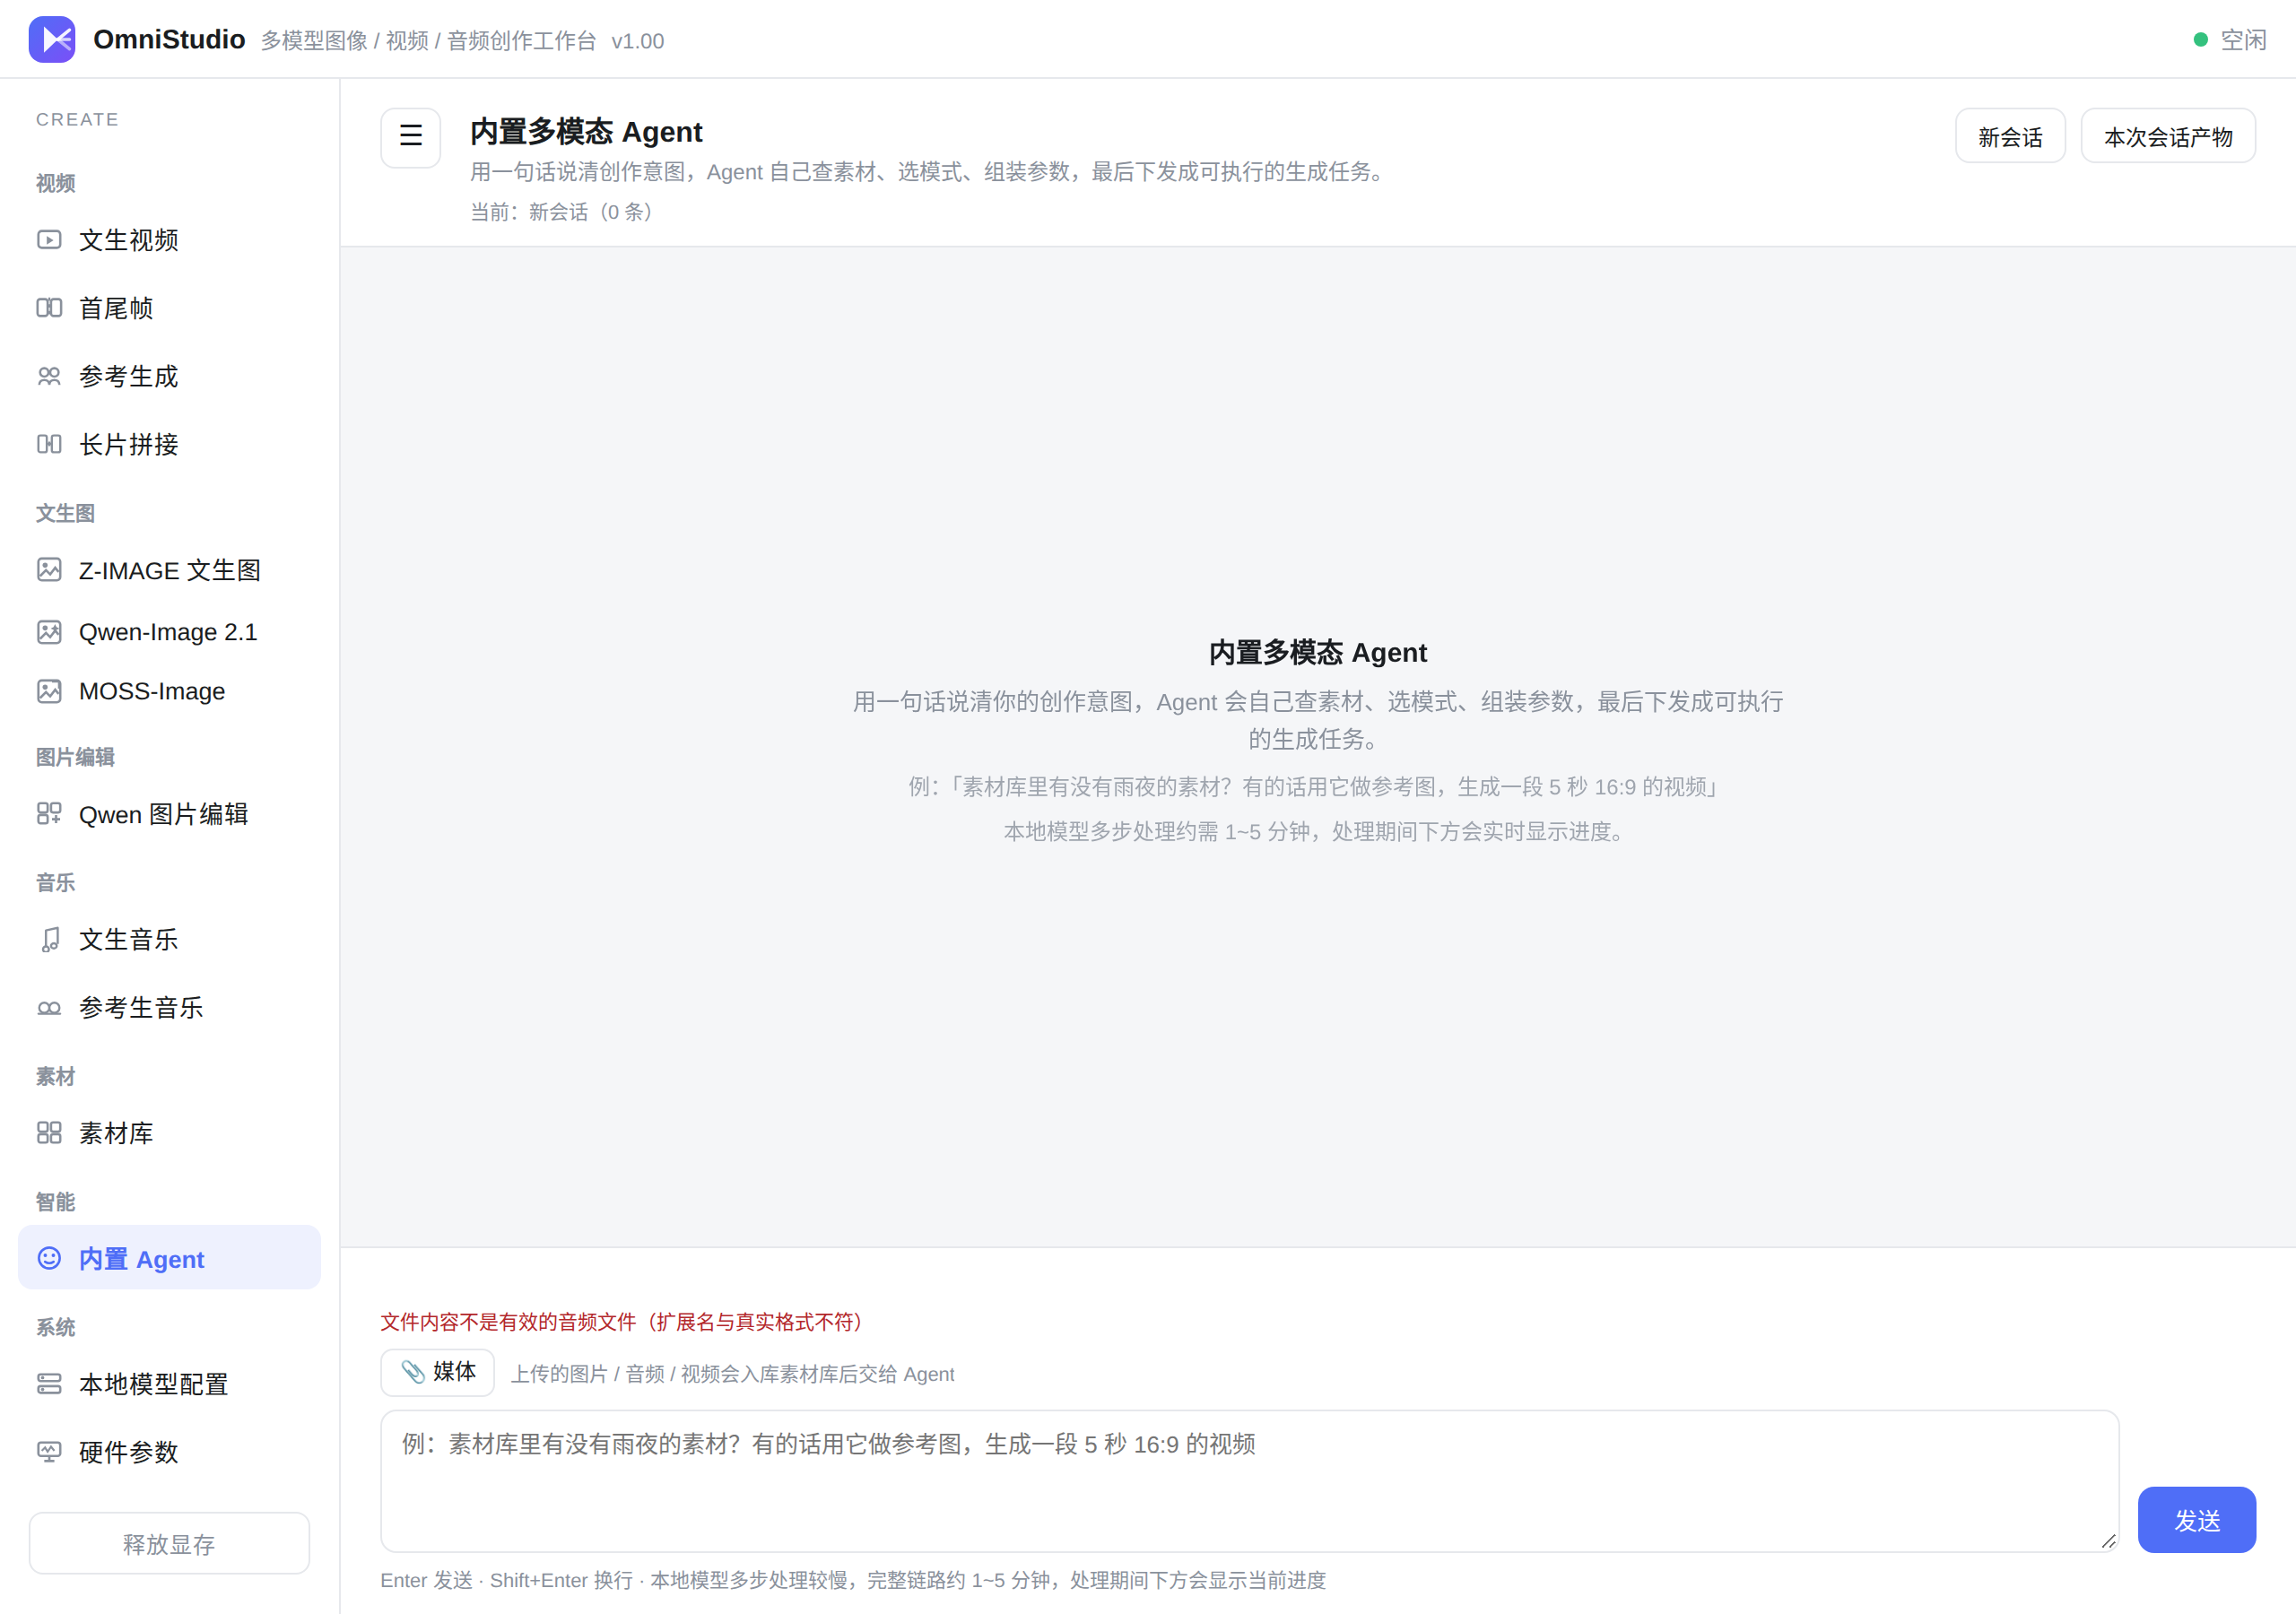 OmniStudio 多模型图像 / 视频 / 音频创作工作台 v1.00
空闲
CREATE
视频
文生视频
首尾帧
参考生成
长片拼接
文生图
Z-IMAGE 文生图
Qwen-Image 2.1
MOSS-Image
图片编辑
Qwen 图片编辑
音乐
文生音乐
参考生音乐
素材
素材库
智能
内置 Agent
系统
本地模型配置
硬件参数
释放显存
内置多模态 Agent
用一句话说清创作意图，Agent 自己查素材、选模式、组装参数，最后下发成可执行的生成任务。
当前：新会话（0 条）
新会话
本次会话产物
内置多模态 Agent
用一句话说清你的创作意图，Agent 会自己查素材、选模式、组装参数，最后下发成可执行
的生成任务。
例：「素材库里有没有雨夜的素材？有的话用它做参考图，生成一段 5 秒 16:9 的视频」
本地模型多步处理约需 1~5 分钟，处理期间下方会实时显示进度。
文件内容不是有效的音频文件（扩展名与真实格式不符）
📎 媒体
上传的图片 / 音频 / 视频会入库素材库后交给 Agent
例：素材库里有没有雨夜的素材？有的话用它做参考图，生成一段 5 秒 16:9 的视频
发送
Enter 发送 · Shift+Enter 换行 · 本地模型多步处理较慢，完整链路约 1~5 分钟，处理期间下方会显示当前进度